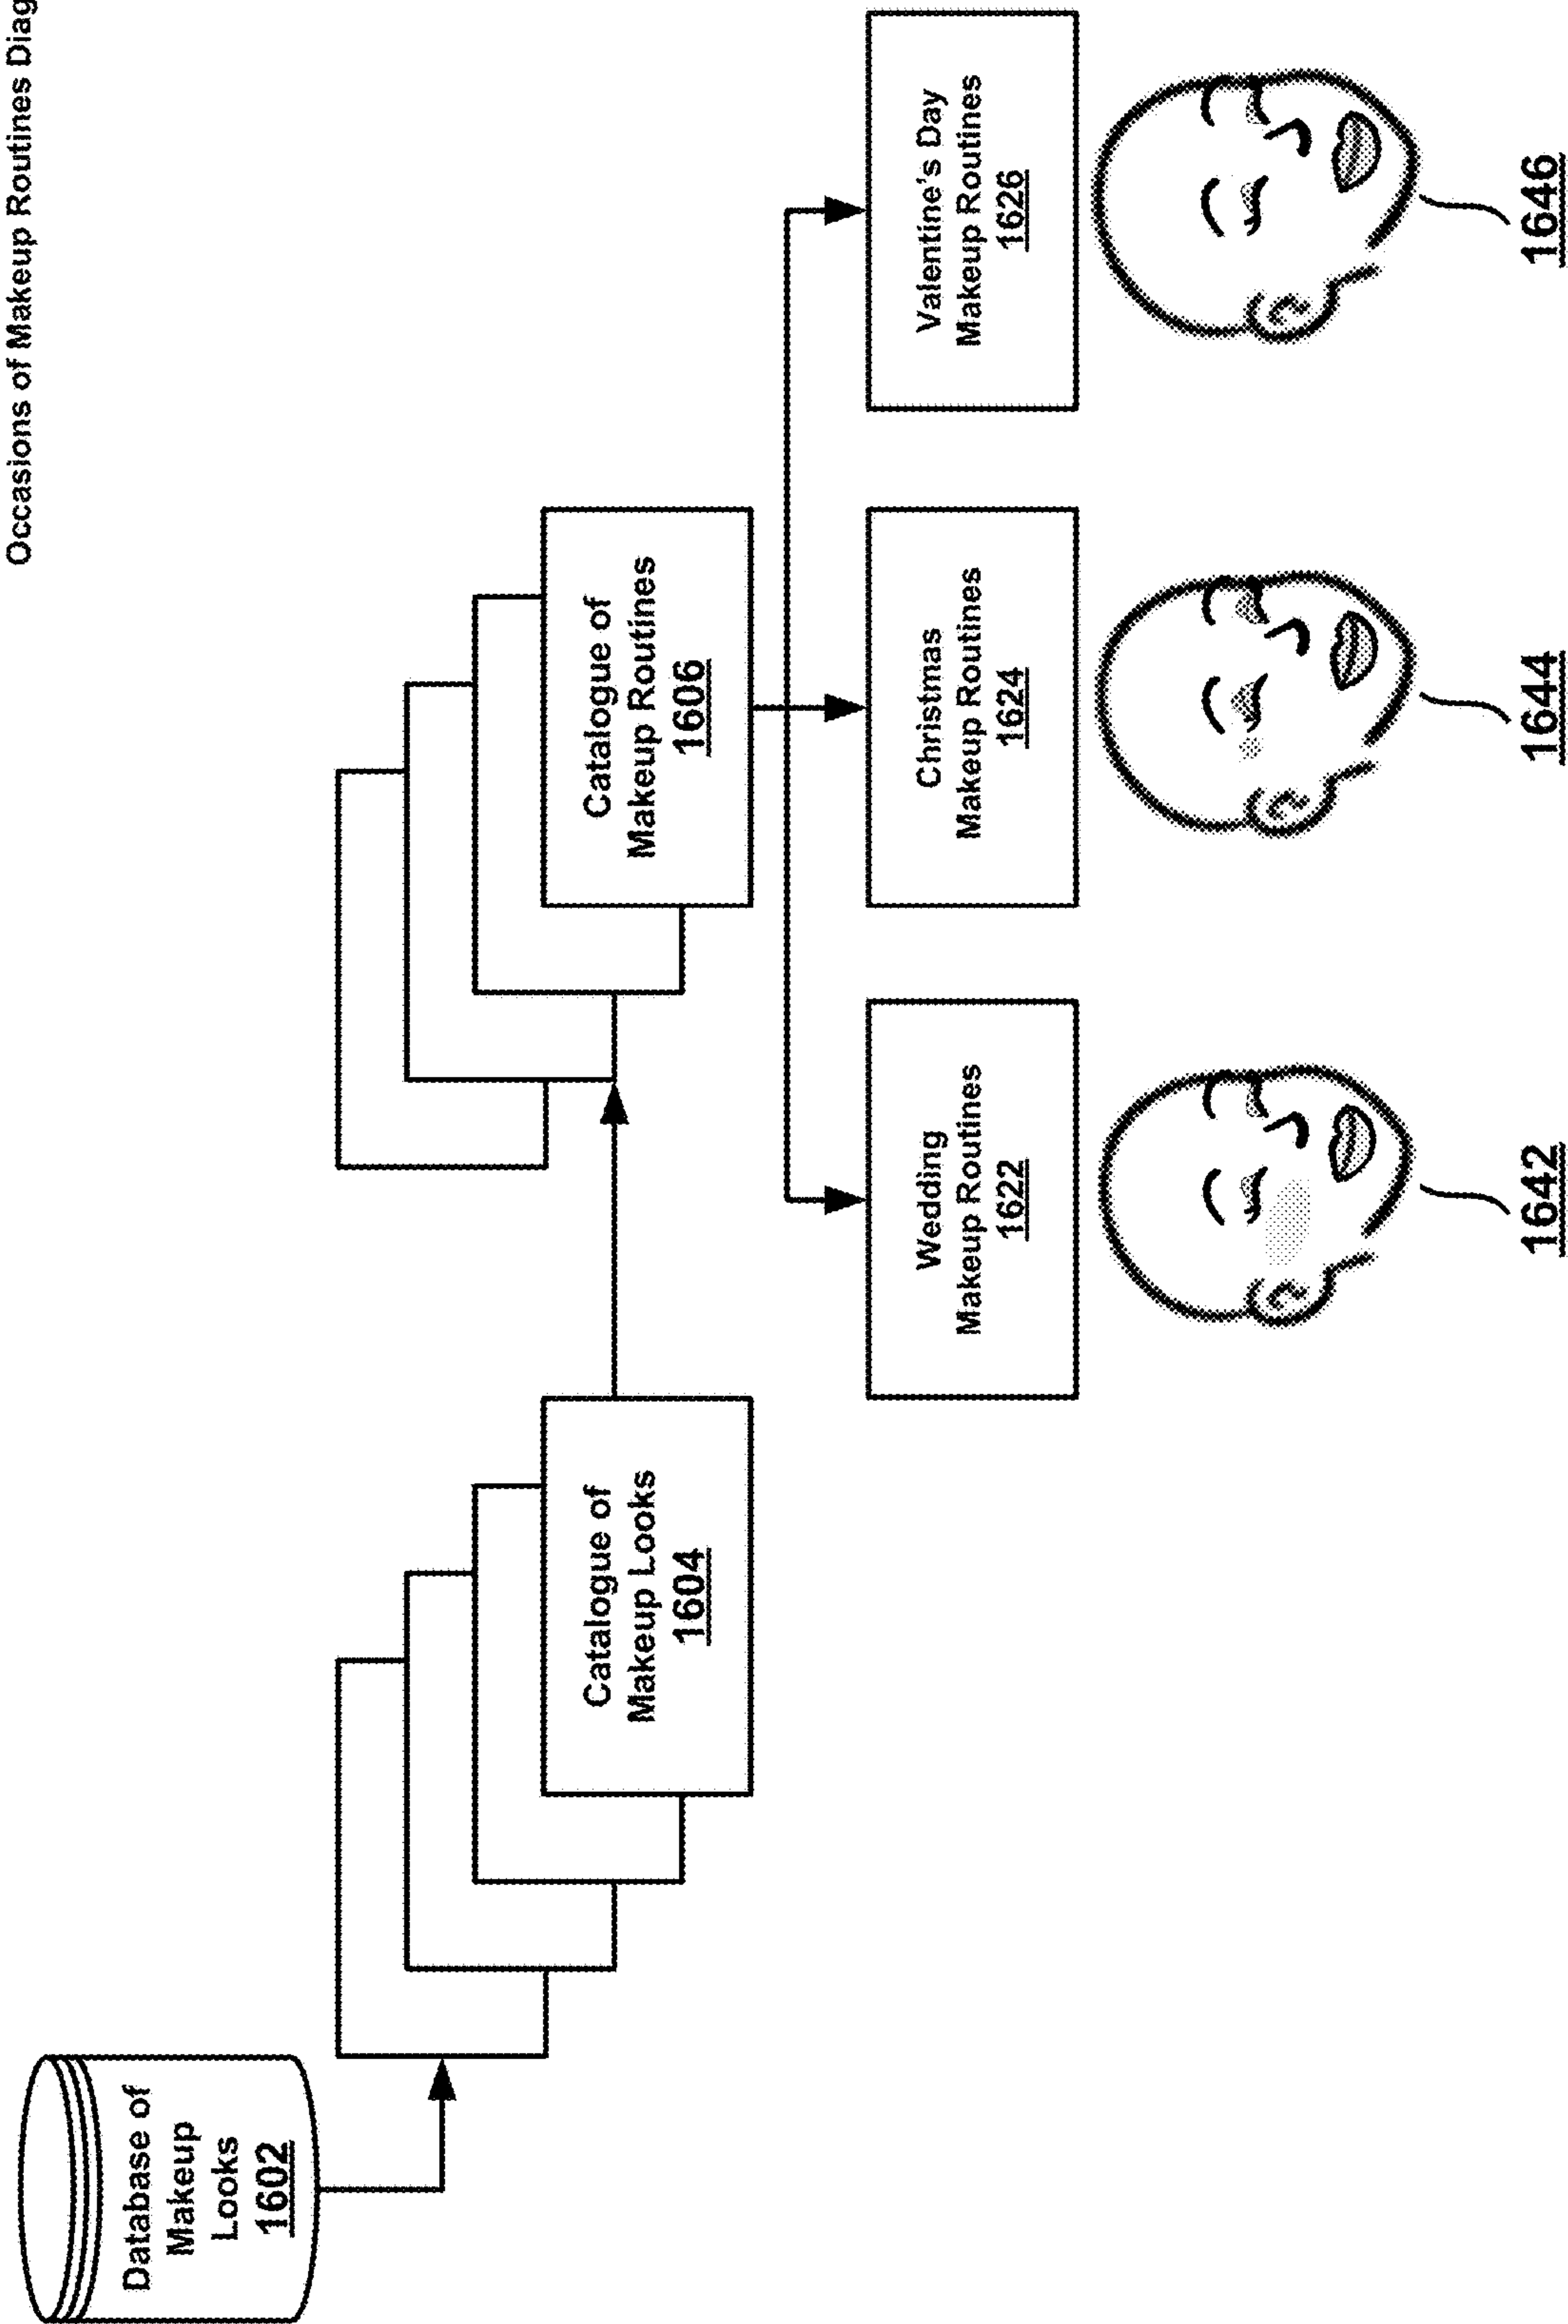 Occasions of Makeup Routines Diag
Database of
Makeup
Looks
1602
Catalogue of
Makeup Looks
1604
Catalogue of
Makeup Routines
1606
Wedding
Makeup Routines
1622
Christmas
Makeup Routines
1624
Valentine's Day
Makeup Routines
1626
1642
1644
1646